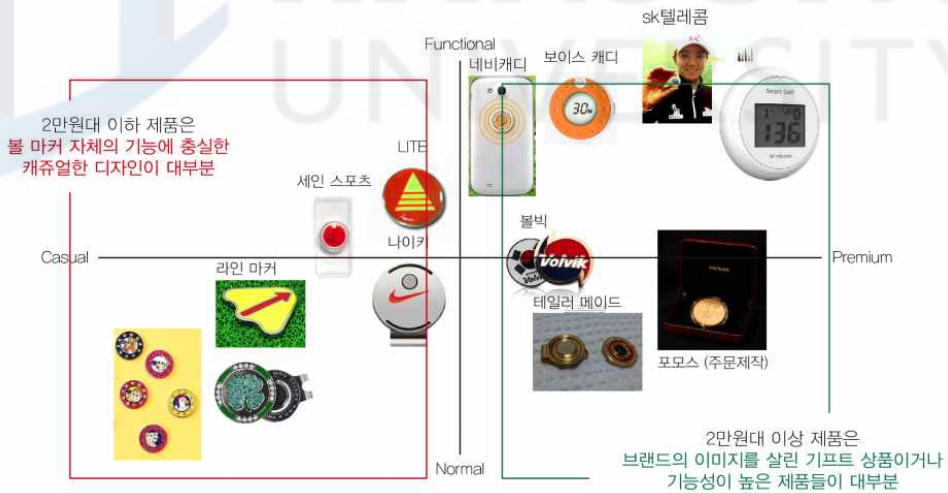 UNIVERSITY
sk텔레콤
Functional
네비캐디
보이스 캐디
2만원대 이하 제품은
볼 마커 자체의 기능에 충실한
캐쥬얼한 디자인이 대부분
LITE
세인 스포츠
30
Smart Golf
136
볼빅
Volvik
나이키
Casual
Premium
라인 마커
테일러 메이드
포모스 (주문제작)
Normal
2만원대 이상 제품은
브랜드의 이미지를 살린 기프트 상품이거나
기능성이 높은 제품들이 대부분